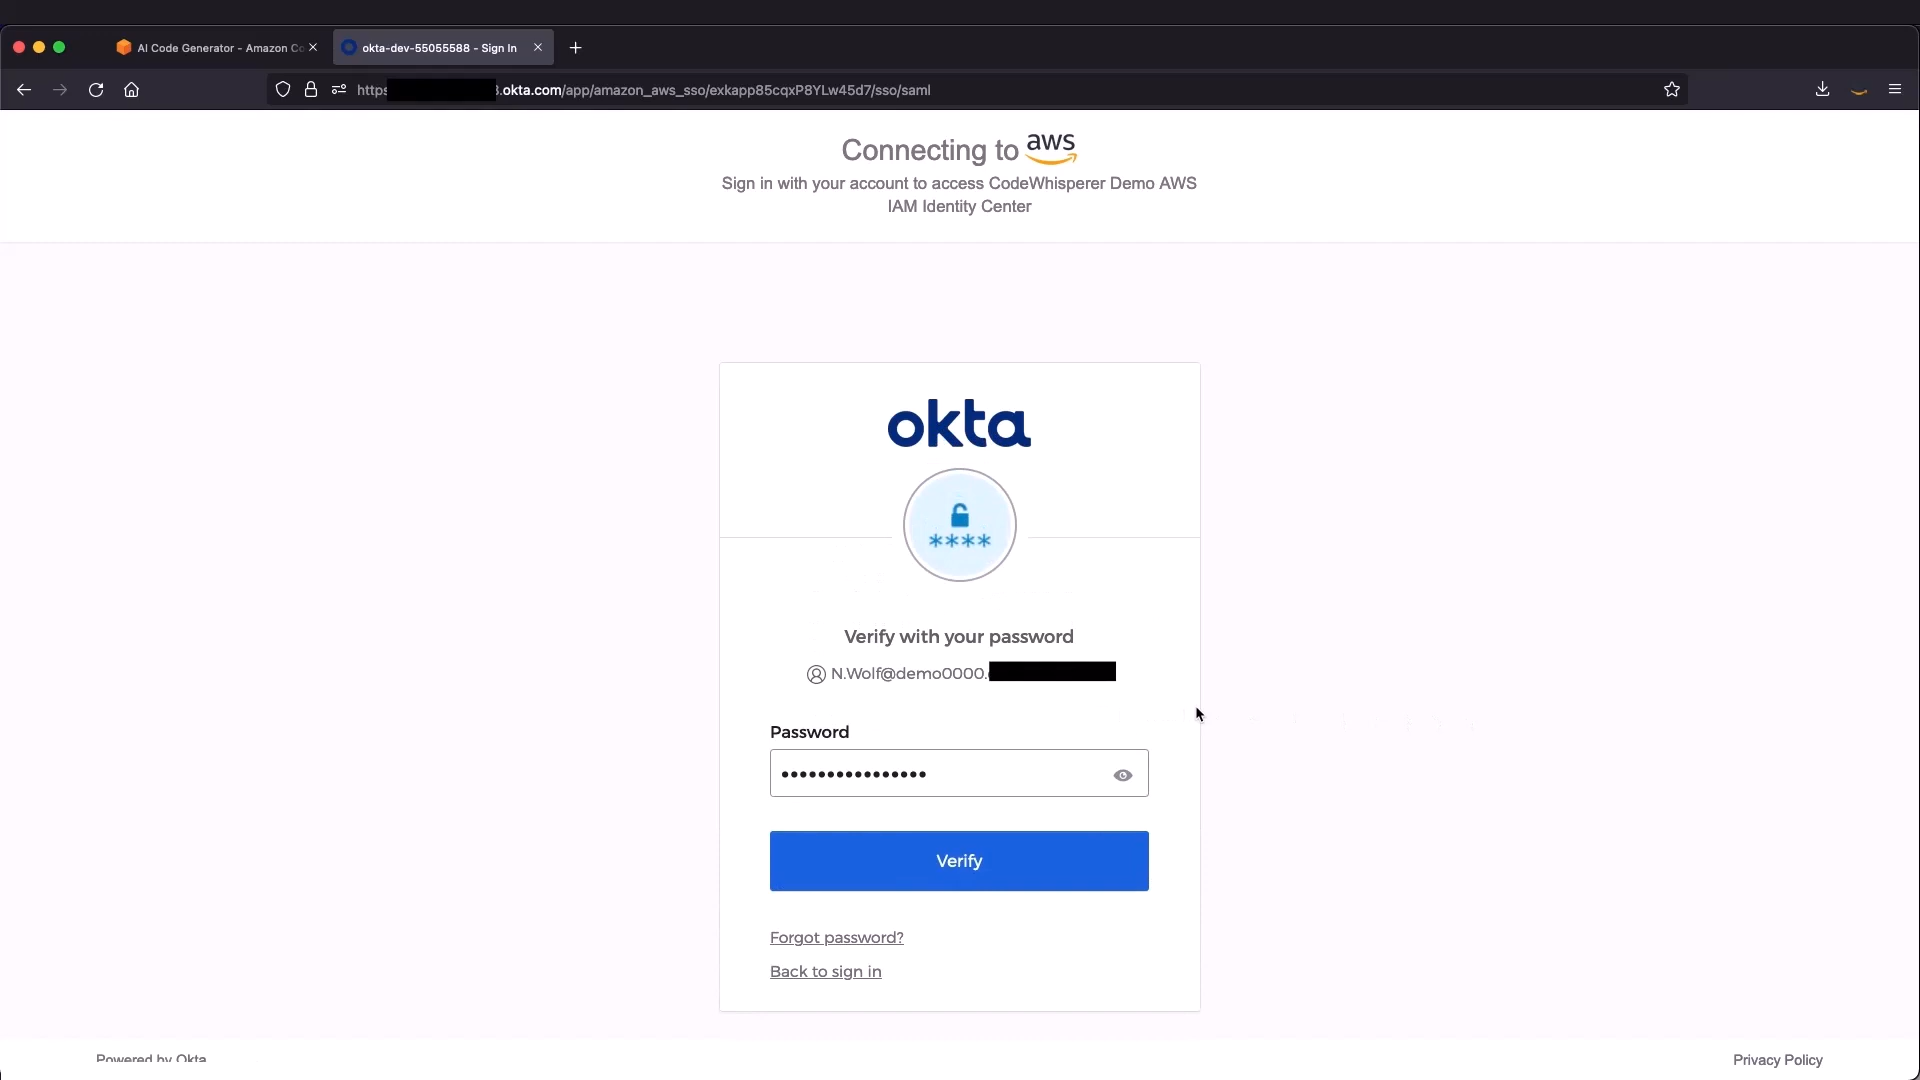 AI Code Generator - Amazon Co
okta-dev-55055588 - Sign In
https .okta.com/app/amazon_aws_sso/exkapp85cqxP8YLw45d7/sso/saml
Connecting to aws
Sign in with your account to access CodeWhisperer Demo AWS
IAM Identity Center
okta
****
Verify with your password
N.Wolf@demo0000.
Password
Verify
Forgot password?
Back to sign in
Powered by Okta
Privacy Policy